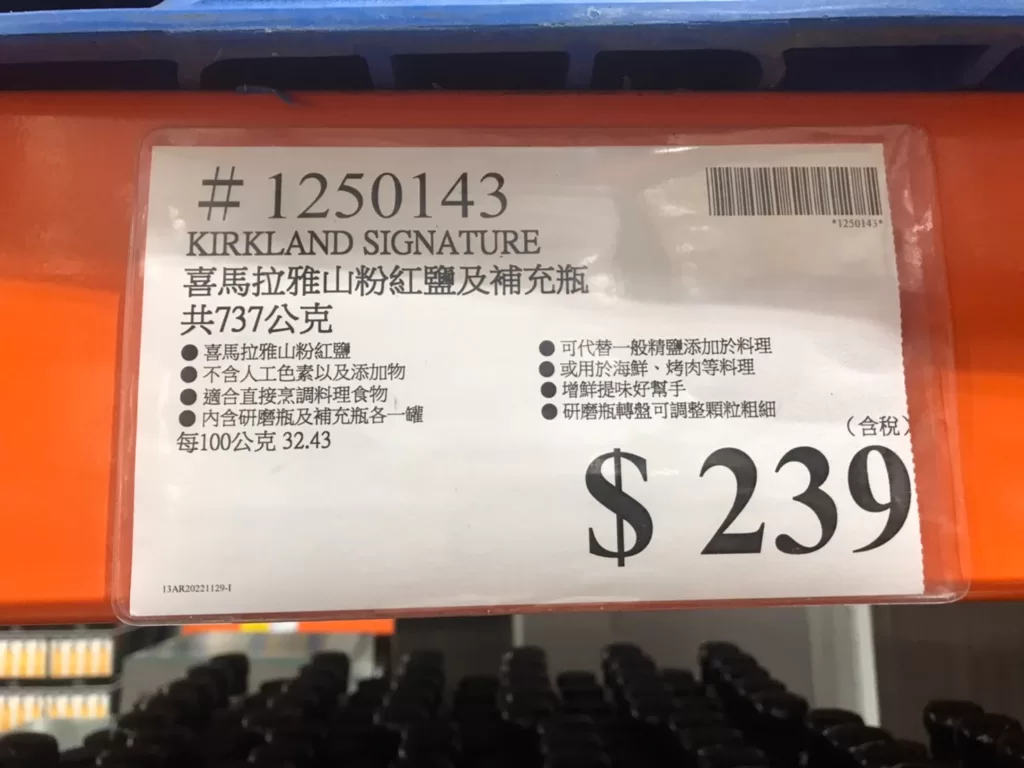 # 1250143
*1250143*
KIRKLAND SIGNATURE
喜馬拉雅山粉紅鹽及補充瓶
共737公克
●喜馬拉雅山粉紅鹽
●不含人工色素以及添加物
●適合直接烹調料理食物
●內含研磨瓶及補充瓶各一罐
每100公克 32.43
●可代替一般精鹽添加於料理
●或用於海鮮、烤肉等料理
●增鮮提味好幫手
●研磨瓶轉盤可調整顆粒粗細
（含稅）
$ 239
13AR20221129-1